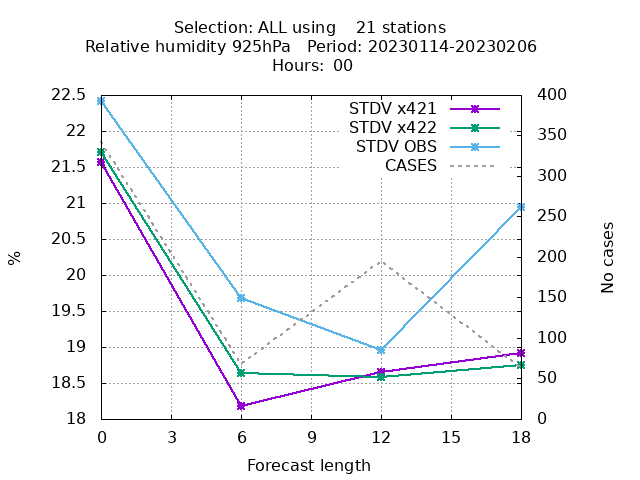 Selection: ALL using    21 stations
Relative humidity 925hPa   Period: 20230114-20230206
Hours:  00
STDV x421
STDV x422
STDV OBS
CASES
22.5
22
21.5
21
20.5
20
19.5
19
18.5
18
%
400
350
300
250
200
150
100
50
0
No cases
0 3 6 9 12 15 18
Forecast length